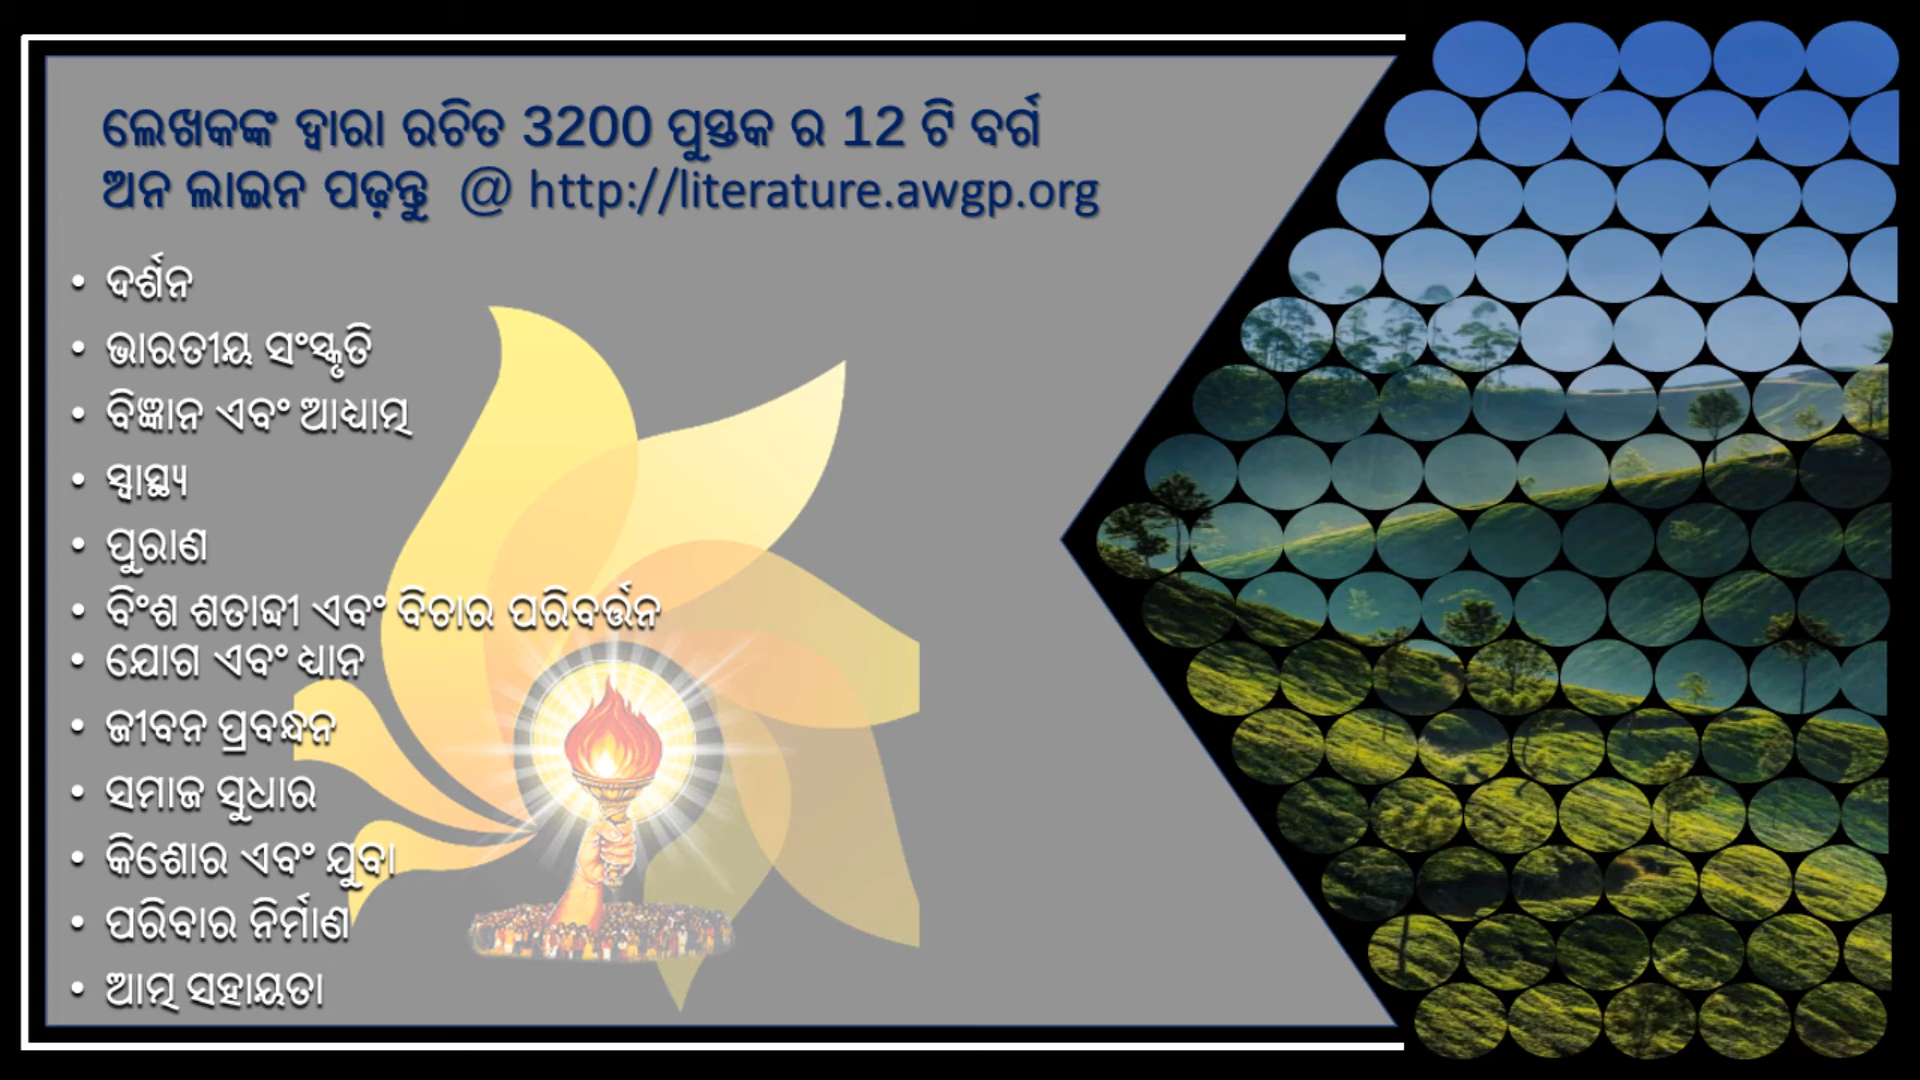 ଲେଖକଙ୍କ ଦ୍ୱାରା ରଚିତ 3200 ପୁସ୍ତକ ର 12 ଟି ବର୍ଗ
ଅନ ଲାଇନ ପଢ଼ନ୍ତୁ @ http://literature.awgp.org
• ଦର୍ଶନ
• ଭାରତୀୟ ସଂସ୍କୃତି
• ବିଜ୍ଞାନ ଏବଂ ଆଧ୍ୟାତ୍ମ
• ସ୍ୱାସ୍ଥ୍ୟ
• ପୁରାଣ
• ବିଂଶ ଶତାବ୍ଦୀ ଏବଂ ବିଚାର ପରିବର୍ତ୍ତନ
• ଯୋଗ ଏବଂ ଧ୍ୟାନ
• ଜୀବନ ପ୍ରବନ୍ଧନ
• ସମାଜ ସୁଧାର
• କିଶୋର ଏବଂ ଯୁବା
• ପରିବାର ନିର୍ମାଣ
• ଆତ୍ମ ସହାୟତା